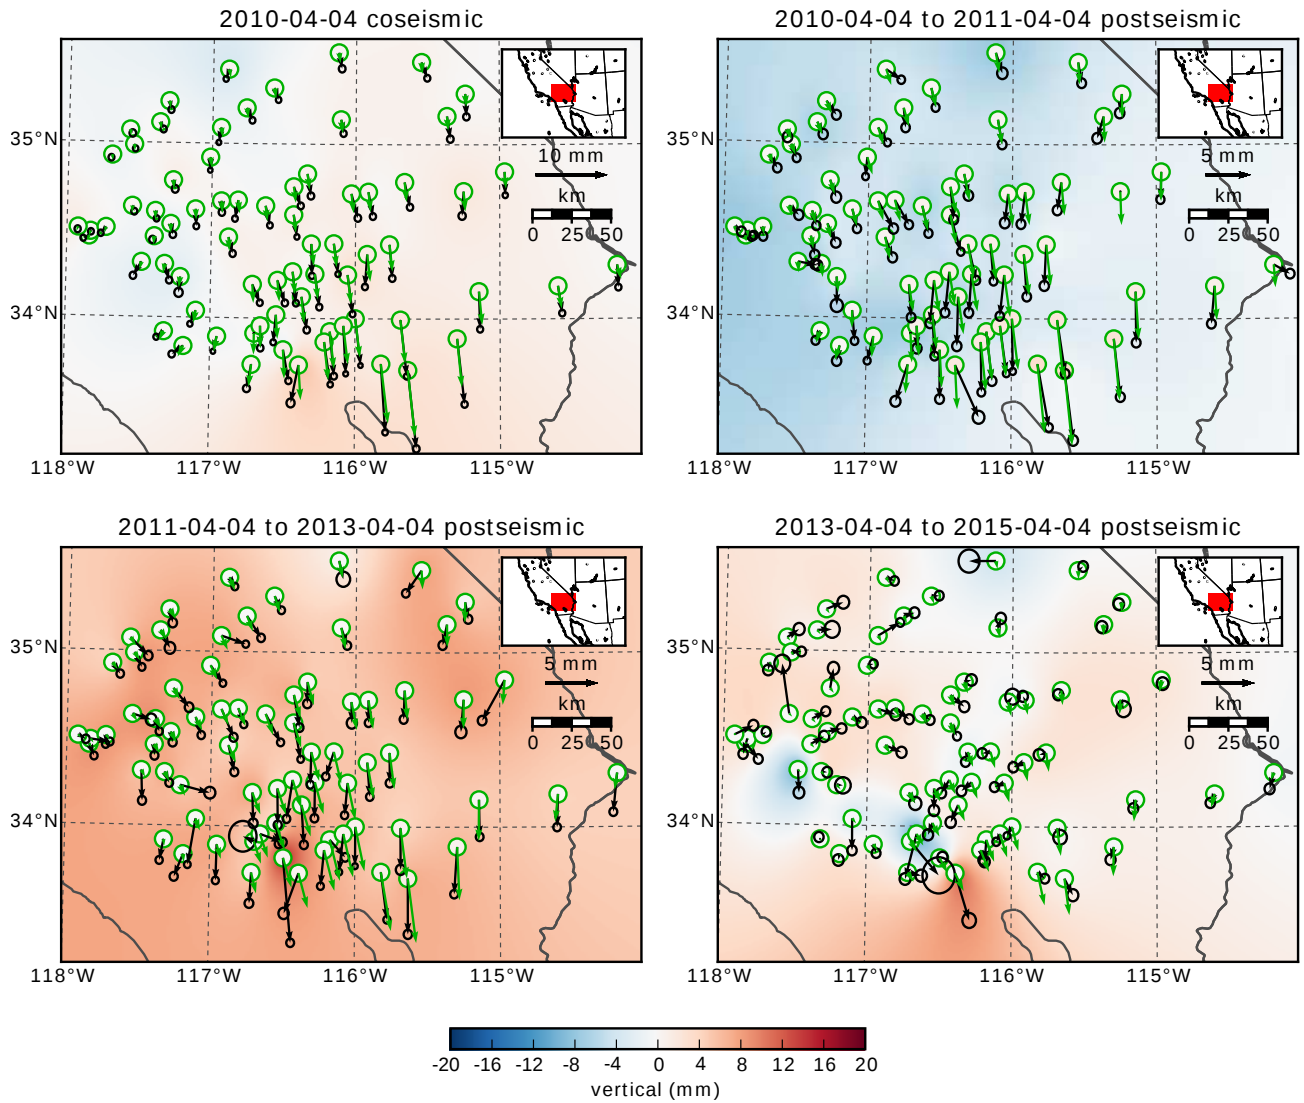 2010-04-04 coseismic
2010-04-04 to 2011-04-04 postseismic
10 mm
km
0 25 50
35°N
34°N
118°W 117°W 116°W 115°W
5 mm
km
0 25 50
35°N
34°N
118°W 117°W 116°W 115°W
2011-04-04 to 2013-04-04 postseismic
2013-04-04 to 2015-04-04 postseismic
5 mm
km
0 25 50
35°N
34°N
118°W 117°W 116°W 115°W
5 mm
km
0 25 50
35°N
34°N
118°W 117°W 116°W 115°W
-20 -16 -12 -8 -4 0 4 8 12 16 20
vertical (mm)